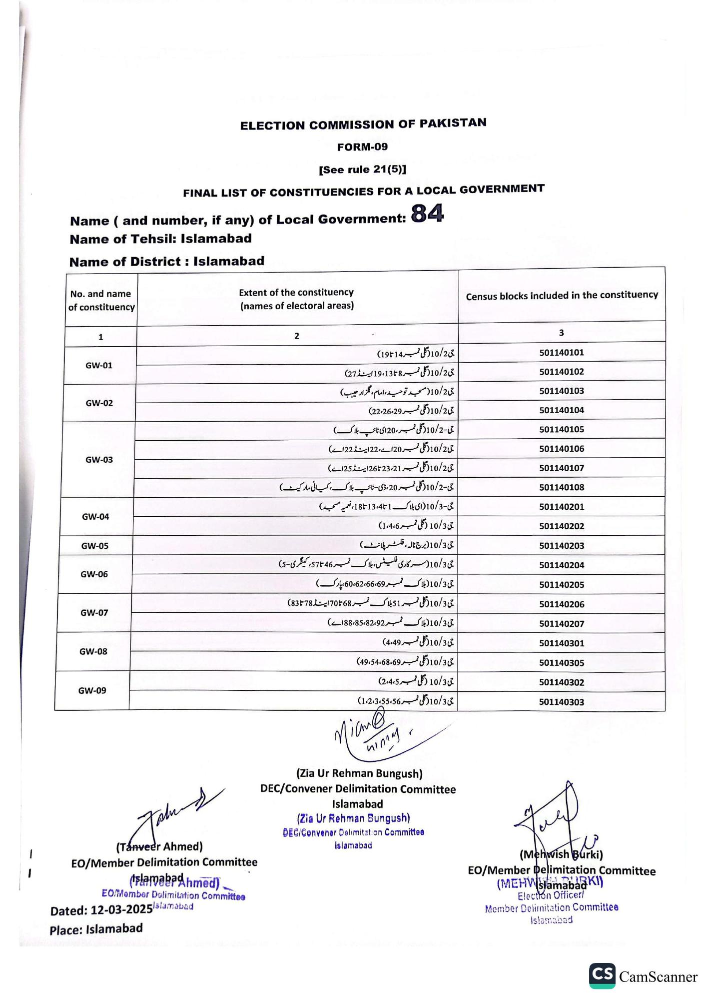 ELECTION COMMISSION OF PAKISTAN
FORM-09
[See rule 21(5)]
FINAL LIST OF CONSTITUENCIES FOR A LOCAL GOVERNMENT
Name ( and number, if any) of Local Government: 84
Name of Tehsil: Islamabad
Name of District : Islamabad
No. and name of constituency | Extent of the constituency (names of electoral areas) | Census blocks included in the constituency
1 | 2 | 3
GW-01 | جی10/2(گلی نمبر14تا19) | 501140101
جی10/2(گلی نمبر8تا13،19اینڈ27) | 501140102
GW-02 | جی10/2(مسجد توحید،امام،گلزار حبیب) | 501140103
جی10/2(گلی نمبر22،26،29) | 501140104
GW-03 | جی-10/2(گلی نمبر،20ای ٹائپ بلاک) | 501140105
جی10/2(گلی نمبر20اے،22اینڈ22اے) | 501140106
جی10/2(گلی نمبر21،23تا26اینڈ25اے) | 501140107
جی-10/2(گلی نمبر20،ڈی-ٹائپ بلاک،کیانی مارکیٹ) | 501140108
GW-04 | جی-10/3(ای بلاک 1تا4،13تا18،نعیمیہ مسجد) | 501140201
جی10/3 (گلی نمبر1،4،6) | 501140202
GW-05 | جی10/3(برج نالہ،فلٹر پلانٹ) | 501140203
GW-06 | جی10/3(سرکاری فلیٹس،بلاک نمبر46تا57،کیٹگری-5) | 501140204
جی10/3(بلاک نمبر60،62،66،69،پارک) | 501140205
GW-07 | جی10/3(گلی نمبر51بلاک نمبر68تا70اینڈ78تا83) | 501140206
جی10/3(بلاک نمبر82،92،85،88اے) | 501140207
GW-08 | جی10/3(گلی نمبر4،49) | 501140301
جی10/3(گلی نمبر49،54،68،69) | 501140305
GW-09 | جی10/3 (گلی نمبر2،4،5) | 501140302
جی10/3(گلی نمبر1،2،3،55،56) | 501140303
(Zia Ur Rehman Bungush)
DEC/Convener Delimitation Committee
Islamabad
(Zia Ur Rehman Bungush)
DEC/Convener Delimitation Committee
Islamabad
(Tanveer Ahmed)
EO/Member Delimitation Committee
Islamabad
(Tanveer Ahmed)
EO/Member Delimitation Committee
Islamabad
(Mehwish Burki)
EO/Member Delimitation Committee
Islamabad
(MEHWISH BURKI)
Election Officer/
Member Delimitation Committee
Islamabad
Dated: 12-03-2025
Place: Islamabad
CS CamScanner